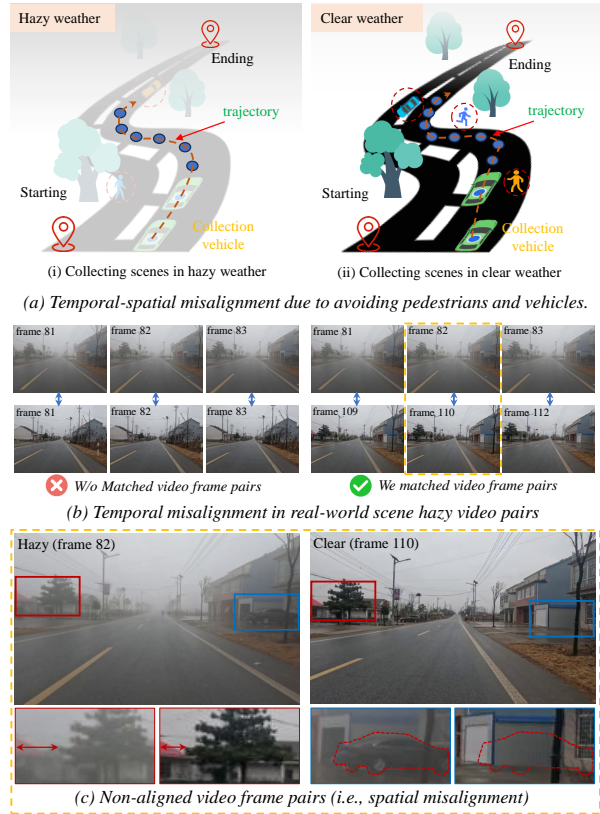 Hazy weather
Ending
trajectory
Starting
Collection
vehicle
(i) Collecting scenes in hazy weather
Clear weather
Ending
trajectory
Starting
Collection
vehicle
(ii) Collecting scenes in clear weather
(a) Temporal-spatial misalignment due to avoiding pedestrians and vehicles.
frame 81 frame 82 frame 83
frame 81 frame 82 frame 83
W/o Matched video frame pairs
frame 81 frame 82 frame 83
frame 109 frame 110 frame 112
We matched video frame pairs
(b) Temporal misalignment in real-world scene hazy video pairs
Hazy (frame 82)
Clear (frame 110)
(c) Non-aligned video frame pairs (i.e., spatial misalignment)